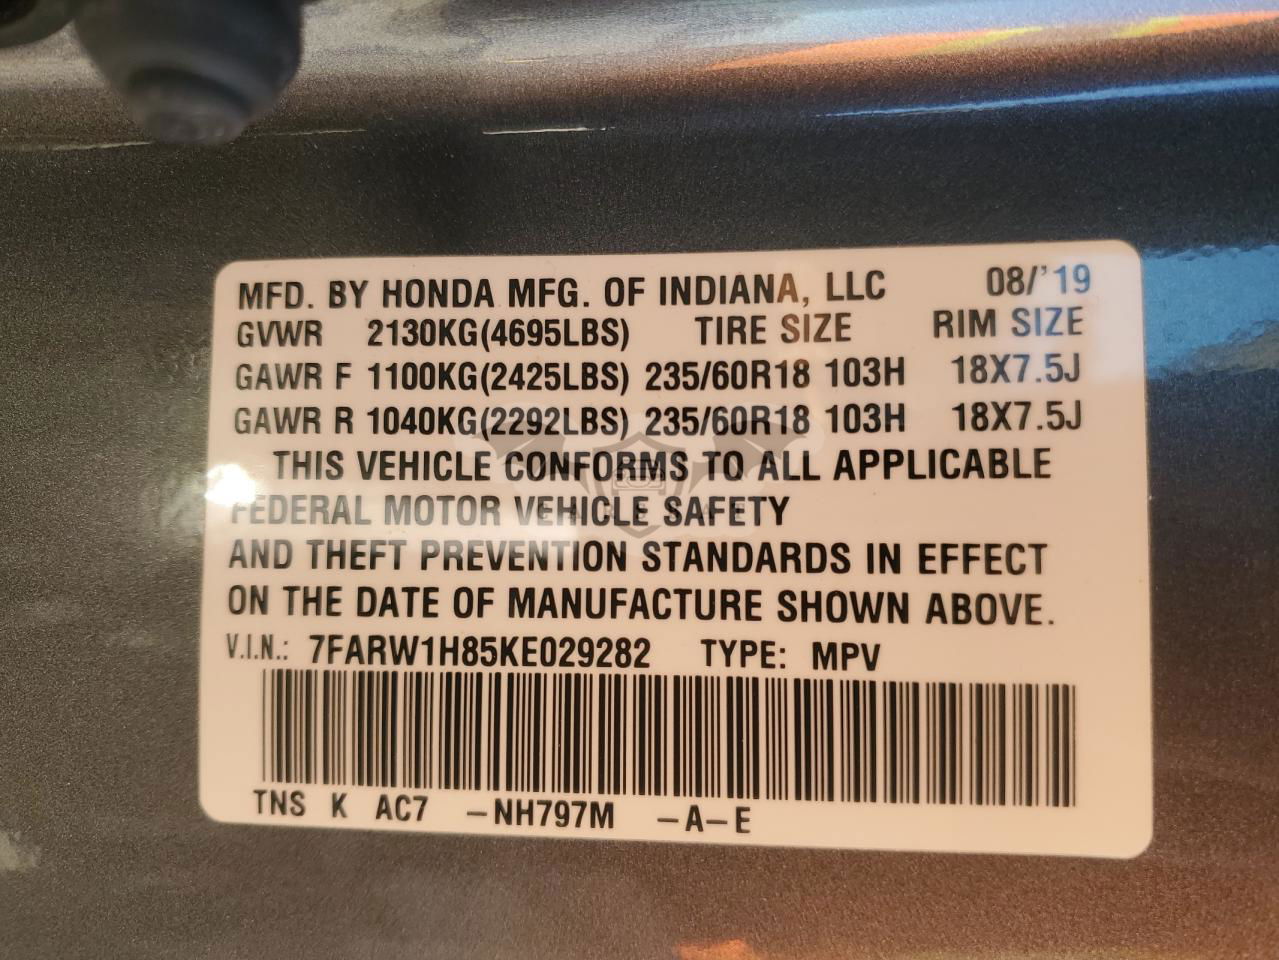 MFD. BY HONDA MFG. OF INDIANA, LLC 08/'19
GVWR 2130KG(4695LBS) TIRE SIZE RIM SIZE
GAWR F 1100KG(2425LBS) 235/60R18 103H 18X7.5J
GAWR R 1040KG(2292LBS) 235/60R18 103H 18X7.5J
THIS VEHICLE CONFORMS TO ALL APPLICABLE
FEDERAL MOTOR VEHICLE SAFETY
AND THEFT PREVENTION STANDARDS IN EFFECT
ON THE DATE OF MANUFACTURE SHOWN ABOVE.
V.I.N.: 7FARW1H85KE029282 TYPE: MPV
TNS K AC7 -NH797M -A-E